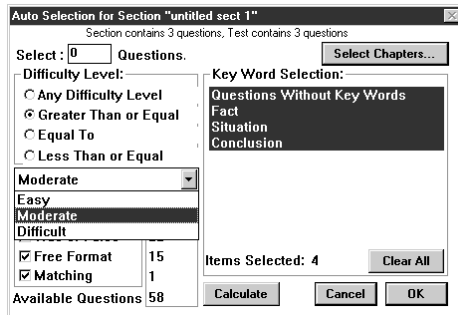 Auto Selection for Section "untitled sect 1"
Section contains 3 questions, Test contains 3 questions
Select : 0 Questions.
Select Chapters...
Difficulty Level:
Any Difficulty Level
Greater Than or Equal
Equal To
Less Than or Equal
Moderate
Easy
Moderate
Difficult
Free Format 15
Matching 1
Available Questions 58
Key Word Selection:
Questions Without Key Words
Fact
Situation
Conclusion
Items Selected: 4
Clear All
Calculate
Cancel
OK